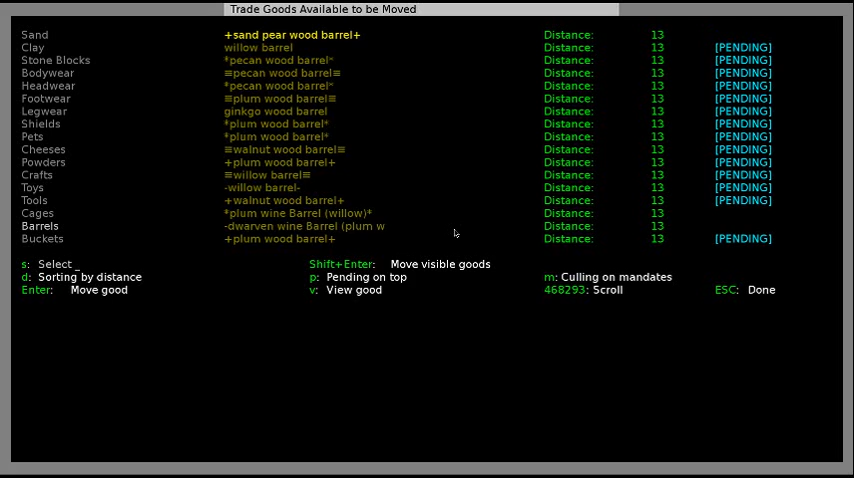 Trade Goods Available to be Moved
Sand +sand pear wood barrel+ Distance: 13
Clay willow barrel Distance: 13 [PENDING]
Stone Blocks *pecan wood barrel* Distance: 13 [PENDING]
Bodywear ≡pecan wood barrel≡ Distance: 13 [PENDING]
Headwear *pecan wood barrel* Distance: 13 [PENDING]
Footwear ≡plum wood barrel≡ Distance: 13 [PENDING]
Legwear ginkgo wood barrel Distance: 13 [PENDING]
Shields *plum wood barrel* Distance: 13 [PENDING]
Pets *plum wood barrel* Distance: 13 [PENDING]
Cheeses ≡walnut wood barrel≡ Distance: 13 [PENDING]
Powders +plum wood barrel+ Distance: 13 [PENDING]
Crafts ≡willow barrel≡ Distance: 13 [PENDING]
Toys -willow barrel- Distance: 13 [PENDING]
Tools +walnut wood barrel+ Distance: 13 [PENDING]
Cages *plum wine Barrel (willow)* Distance: 13
Barrels -dwarven wine Barrel (plum w Distance: 13
Buckets +plum wood barrel+ Distance: 13 [PENDING]
s: Select _ Shift+Enter: Move visible goods
d: Sorting by distance p: Pending on top m: Culling on mandates
Enter: Move good v: View good 468293: Scroll ESC: Done